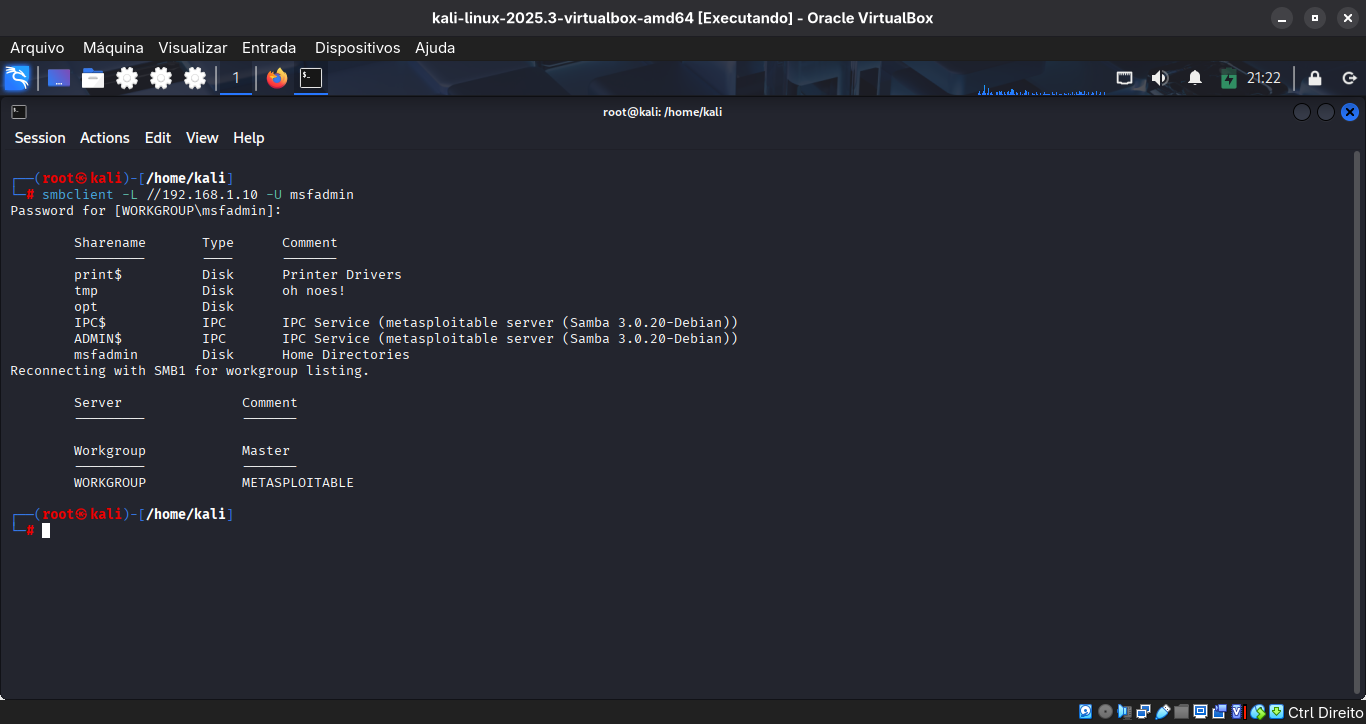 kali-linux-2025.3-virtualbox-amd64 [Executando] - Oracle VirtualBox
Arquivo Máquina Visualizar Entrada Dispositivos Ajuda
1 21:22
root@kali: /home/kali
Session Actions Edit View Help
┌──(root㉿kali)-[/home/kali]
└─# smbclient -L //192.168.1.10 -U msfadmin
Password for [WORKGROUP\msfadmin]:
Sharename Type Comment
print$ Disk Printer Drivers
tmp Disk oh noes!
opt Disk
IPC$ IPC IPC Service (metasploitable server (Samba 3.0.20-Debian))
ADMIN$ IPC IPC Service (metasploitable server (Samba 3.0.20-Debian))
msfadmin Disk Home Directories
Reconnecting with SMB1 for workgroup listing.
Server Comment
Workgroup Master
WORKGROUP METASPLOITABLE
┌──(root㉿kali)-[/home/kali]
└─#
Ctrl Direito